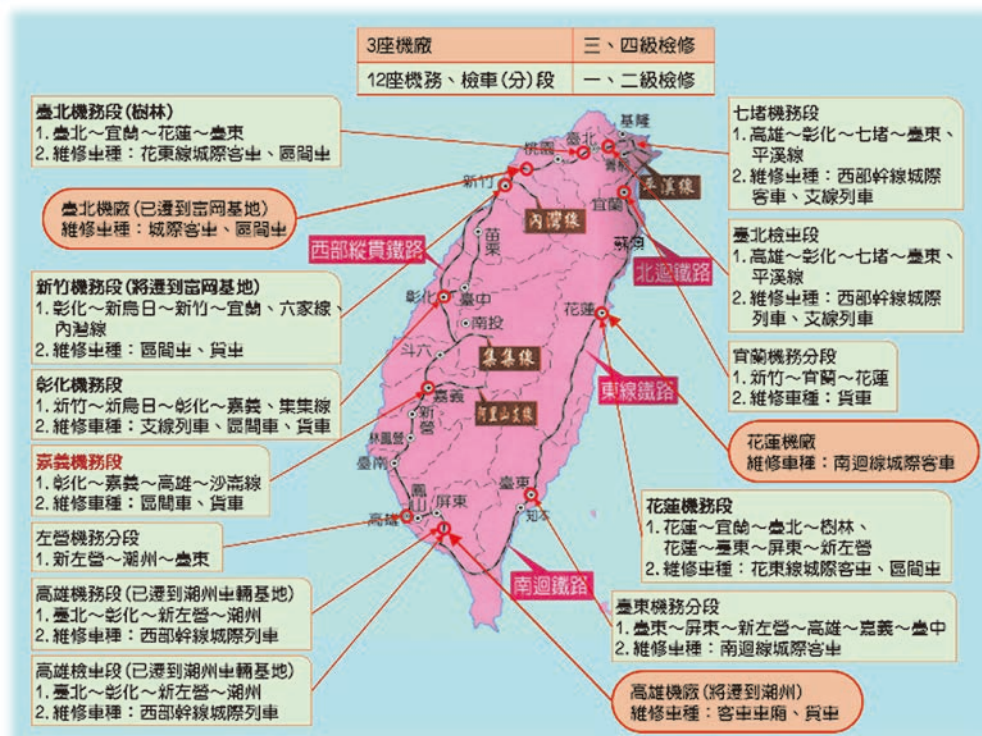 3座機廠 三、四級檢修
12座機務、檢車(分)段 一、二級檢修
臺北機務段(樹林)
1. 臺北～宜蘭～花蓮～臺東
2. 維修車種：花東線城際客車、區間車
臺北機廠(已遷到富岡基地)
維修車種：城際客車、區間車
新竹機務段(將遷到富岡基地)
1. 彰化～新烏日～新竹～宜蘭、六家線、
內灣線
2. 維修車種：區間車、貨車
彰化機務段
1. 新竹～新烏日～彰化～嘉義、集集線
2. 維修車種：支線列車、區間車、貨車
嘉義機務段
1. 彰化～嘉義～高雄～沙崙線
2. 維修車種：區間車、貨車
左營機務分段
1. 新左營～潮州～臺東
高雄機務段(已遷到潮州車輛基地)
1. 臺北～彰化～新左營～潮州
2. 維修車種：西部幹線城際列車
高雄檢車段(已遷到潮州車輛基地)
1. 臺北～彰化～新左營～潮州
2. 維修車種：西部幹線城際列車
基隆
臺北
桃園
平溪線
新竹
宜蘭
內灣線
蘇澳
西部縱貫鐵路
苗栗
北迴鐵路
彰化
臺中
花蓮
南投
斗六
集集線
東線鐵路
嘉義
阿里山支線
新營
林鳳營
臺南
臺東
鳳山
屏東
知本
高雄
南迴鐵路
七堵機務段
1. 高雄～彰化～七堵～臺東、
平溪線
2. 維修車種：西部幹線城際
客車、支線列車
臺北檢車段
1. 高雄～彰化～七堵～臺東、
平溪線
2. 維修車種：西部幹線城際
列車、支線列車
宜蘭機務分段
1. 新竹～宜蘭～花蓮
2. 維修車種：貨車
花蓮機廠
維修車種：南迴線城際客車
花蓮機務段
1. 花蓮～宜蘭～臺北～樹林、
花蓮～臺東～屏東～新左營
2. 維修車種：花東線城際客車、區間車
臺東機務分段
1. 臺東～屏東～新左營～高雄～嘉義～臺中
2. 維修車種：南迴線城際客車
高雄機廠(將遷到潮州)
維修車種：客車車廂、貨車